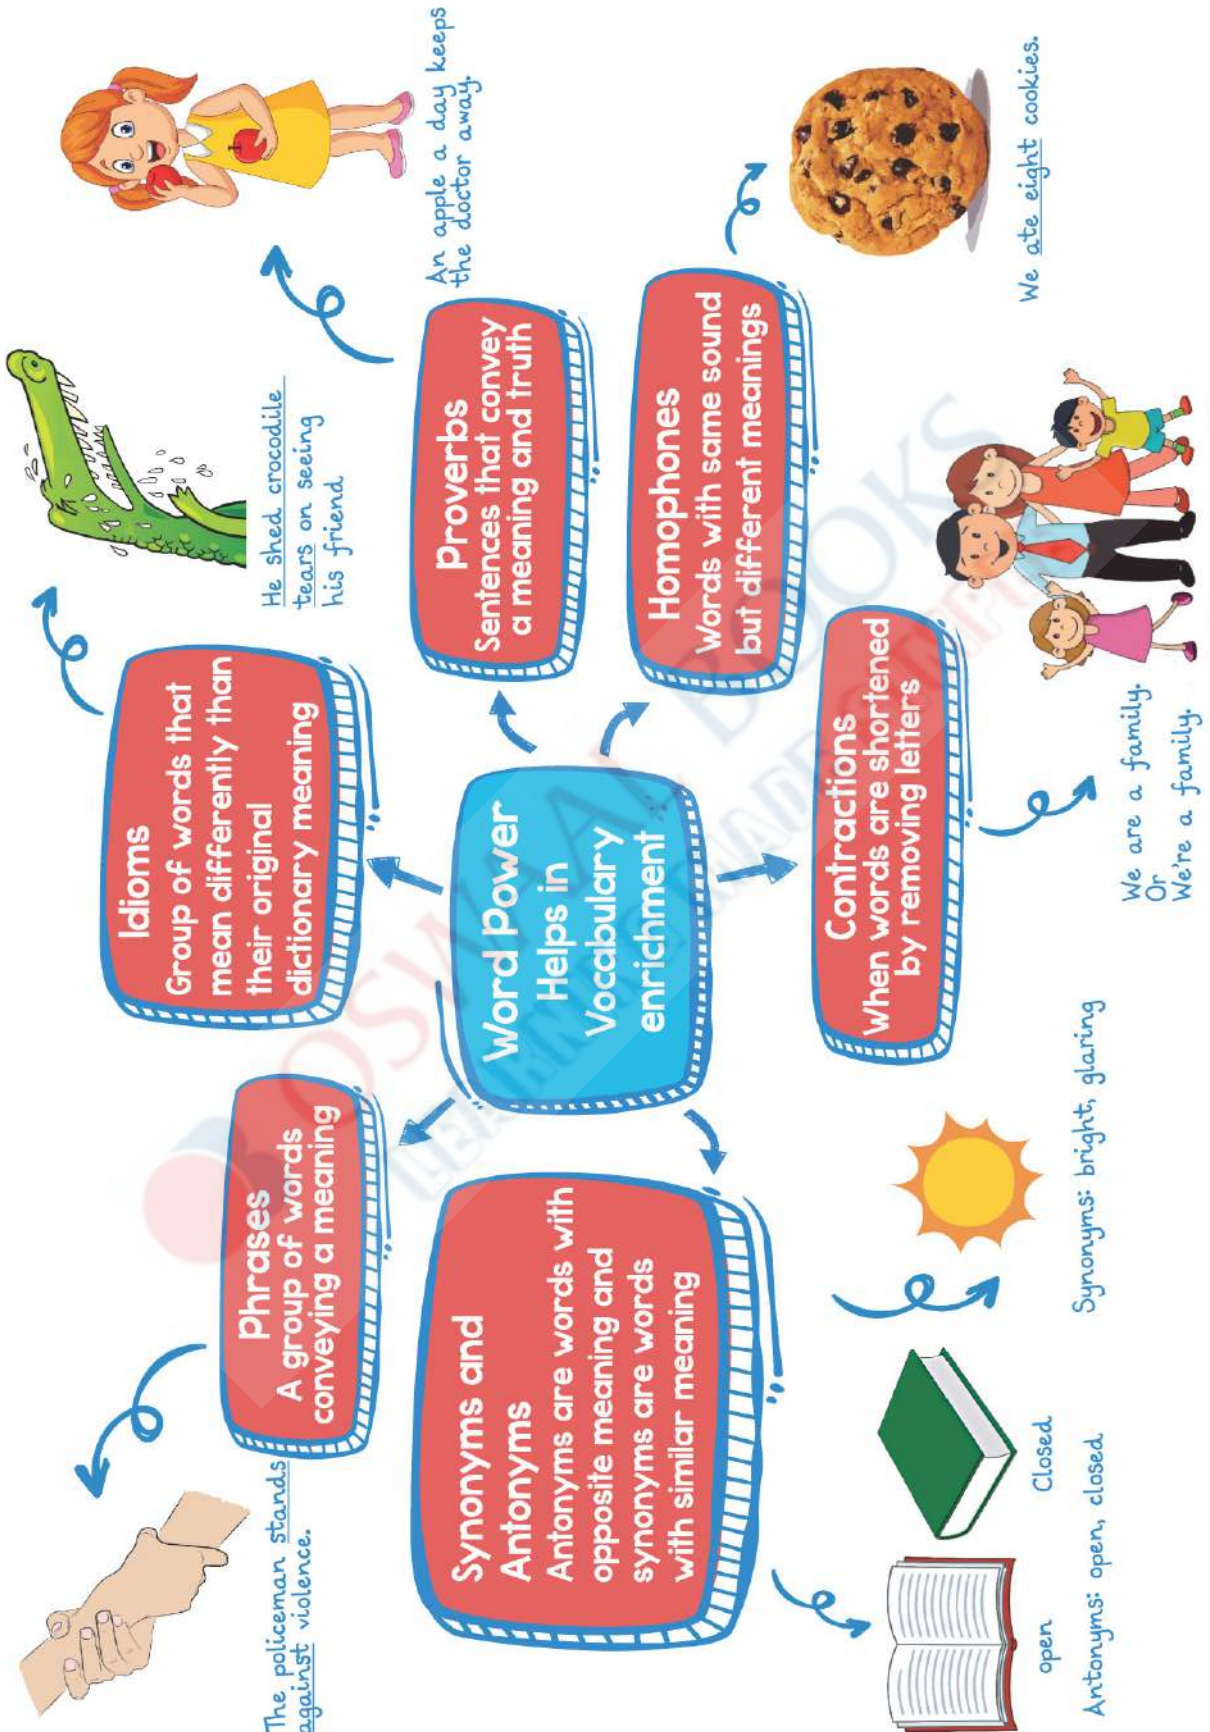 The policeman stands
against violence.
Phrases
A group of words
conveying a meaning
Idioms
Group of words that
mean differently than
their original
dictionary meaning
He shed crocodile
tears on seeing
his friend
An apple a day keeps
the doctor away.
Proverbs
Sentences that convey
a meaning and truth
Word Power
Helps in
Vocabulary
enrichment
Synonyms and
Antonyms
Antonyms are words with
opposite meaning and
synonyms are words
with similar meaning
Homophones
Words with same sound
but different meanings
We ate eight cookies.
Contractions
When words are shortened
by removing letters
We are a family.
Or
We're a family.
open
Closed
Antonyms: open, closed
Synonyms: bright, glaring
OSWAAL BOOKS